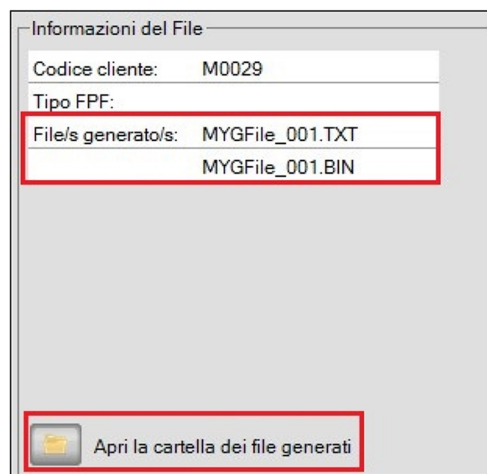 Informazioni del File
Codice cliente: M0029
Tipo FPF:
File/s generato/s: MYGFile_001.TXT
MYGFile_001.BIN
Apri la cartella dei file generati